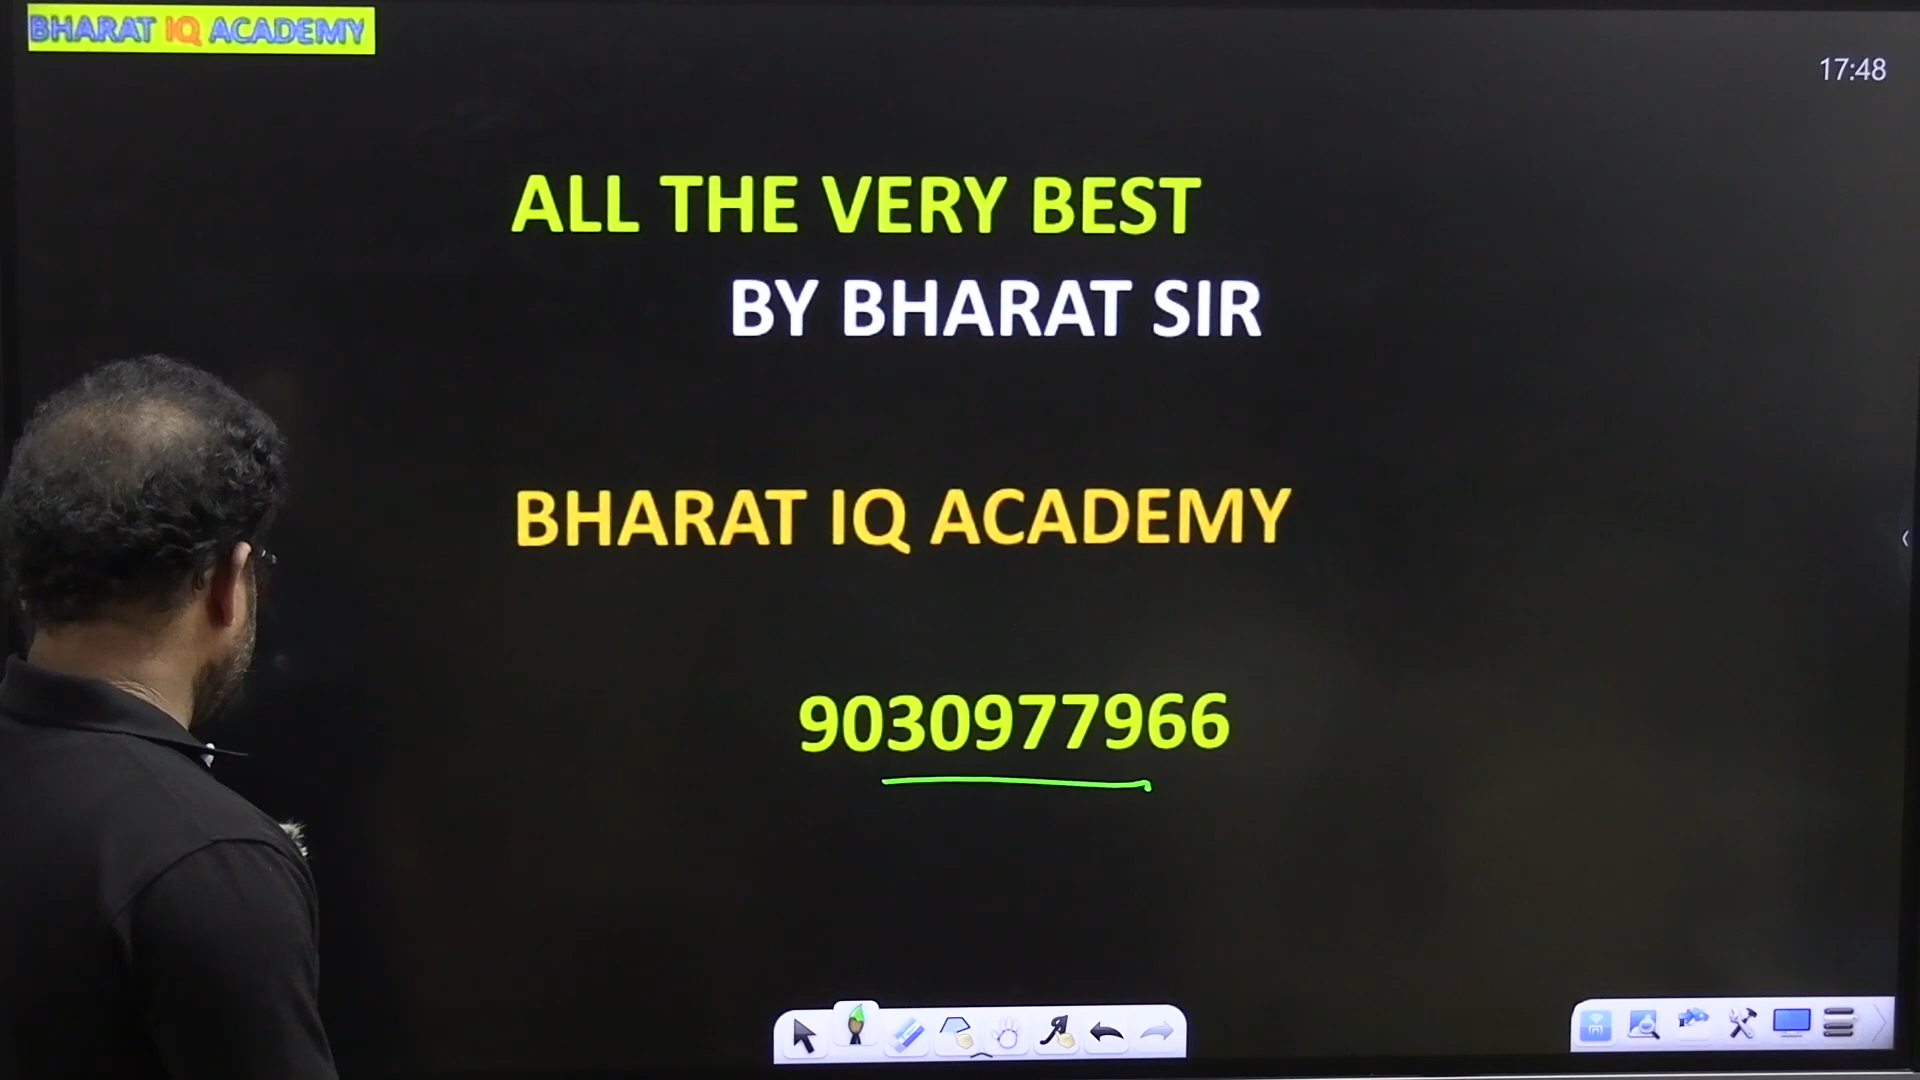 BHARAT IQ ACADEMY
17:48
ALL THE VERY BEST
BY BHARAT SIR
BHARAT IQ ACADEMY
9030977966